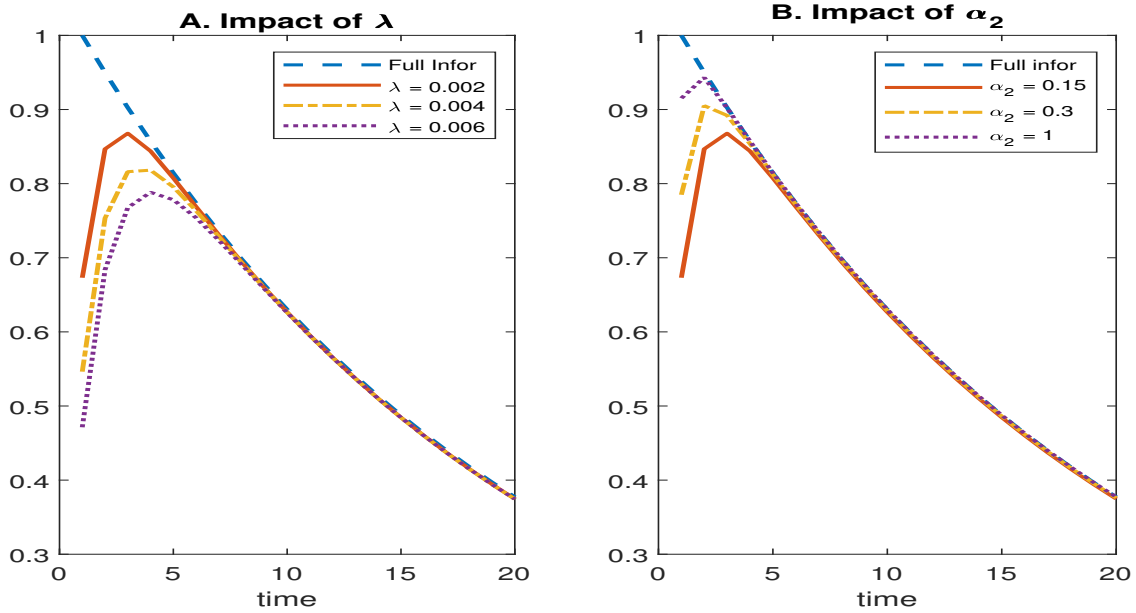 A. Impact of λ
1
0.9
0.8
0.7
0.6
0.5
0.4
0.3
0
5
10
15
20
time
Full Infor
λ = 0.002
λ = 0.004
λ = 0.006
B. Impact of α₂
1
0.9
0.8
0.7
0.6
0.5
0.4
0.3
0
5
10
15
20
time
Full infor
α₂ = 0.15
α₂ = 0.3
α₂ = 1